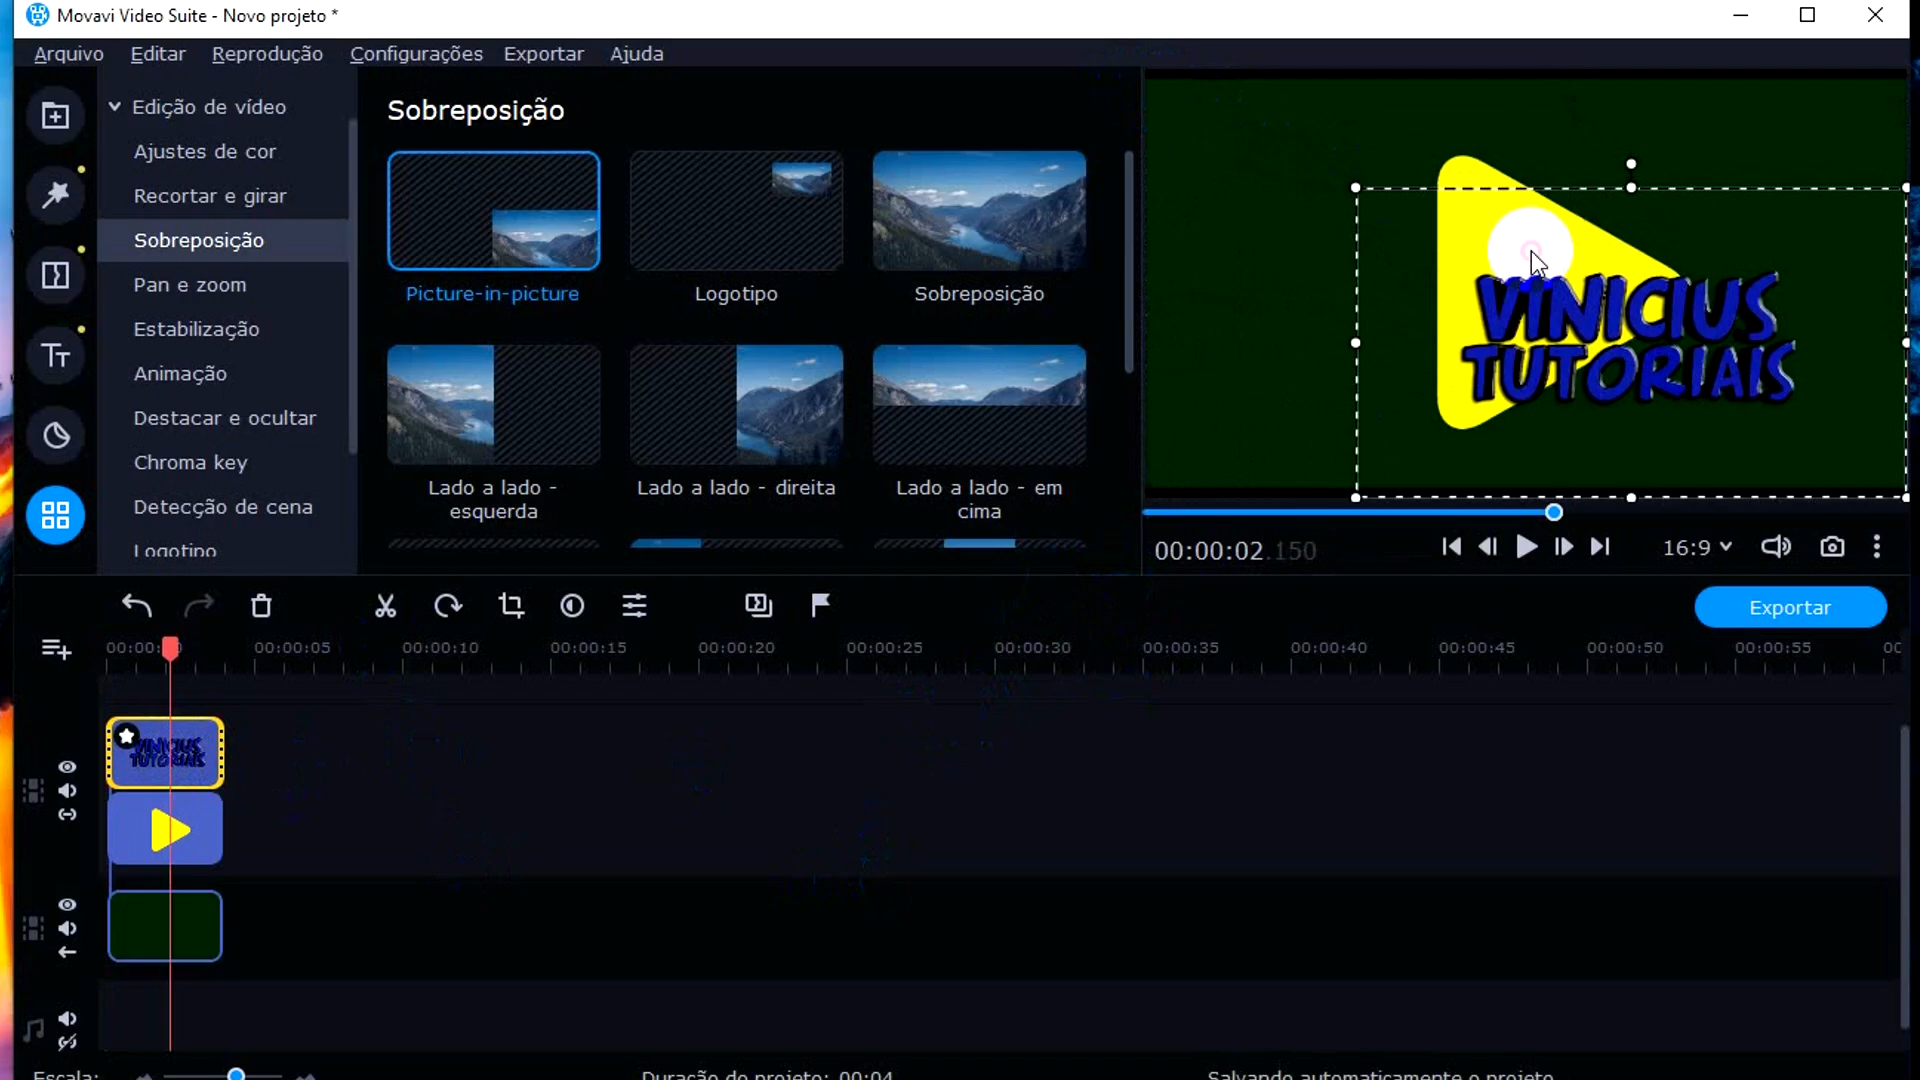 Movavi Video Suite - Novo projeto *
Arquivo Editar Reprodução Configurações Exportar Ajuda
Edição de vídeo
Ajustes de cor
Recortar e girar
Sobreposição
Pan e zoom
Estabilização
Animação
Destacar e ocultar
Chroma key
Detecção de cena
Logotipo
Sobreposição
Picture-in-picture
Logotipo
Sobreposição
Lado a lado - esquerda
Lado a lado - direita
Lado a lado - em cima
VINICIUS
TUTORIAIS
00:00:02.150
16:9
Exportar
00:00:05 00:00:10 00:00:15 00:00:20 00:00:25 00:00:30 00:00:35 00:00:40 00:00:45 00:00:50 00:00:55
VINICIUS
TUTORIAIS
Escala: Duração do projeto: 00:04 Salvando automaticamente o projeto